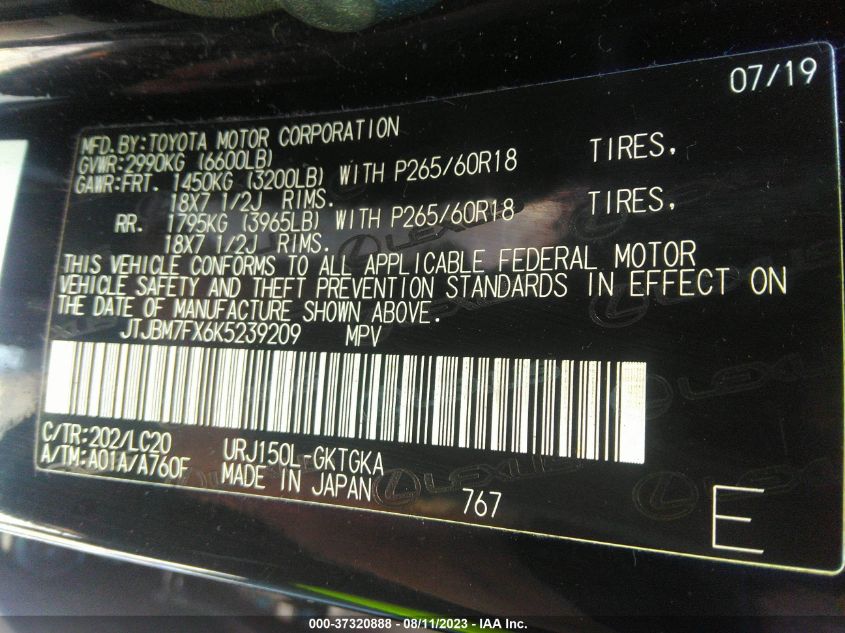 07/19
MFD.BY:TOYOTA MOTOR CORPORATION
GVWR:2990KG (6600LB)
GAWR:FRT. 1450KG (3200LB) WITH P265/60R18 TIRES,
18X7 1/2J RIMS.
RR. 1795KG (3965LB) WITH P265/60R18 TIRES,
18X7 1/2J RIMS.
THIS VEHICLE CONFORMS TO ALL APPLICABLE FEDERAL MOTOR
VEHICLE SAFETY AND THEFT PREVENTION STANDARDS IN EFFECT ON
THE DATE OF MANUFACTURE SHOWN ABOVE.
JTJBM7FX6K5239209 MPV
C/TR:202/LC20 URJ150L-GKTGKA
A/TM:A01A/A760F MADE IN JAPAN 767
E
LEXUS
LEXUS
000-37320888 - 08/11/2023 - IAA Inc.